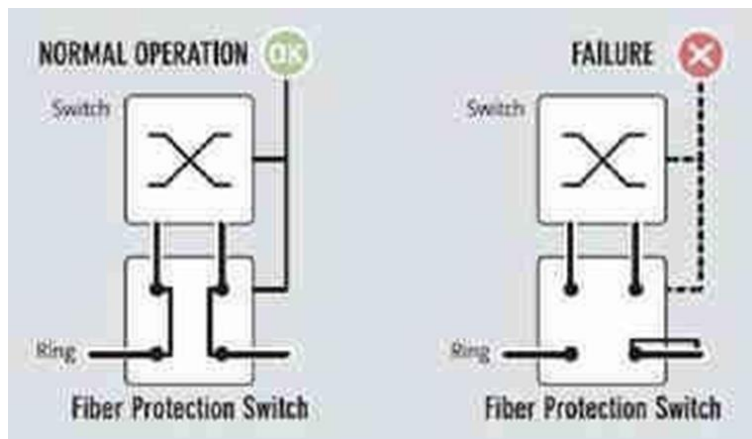 NORMAL OPERATION OK
FAILURE
Switch
Switch
Ring
Ring
Fiber Protection Switch
Fiber Protection Switch